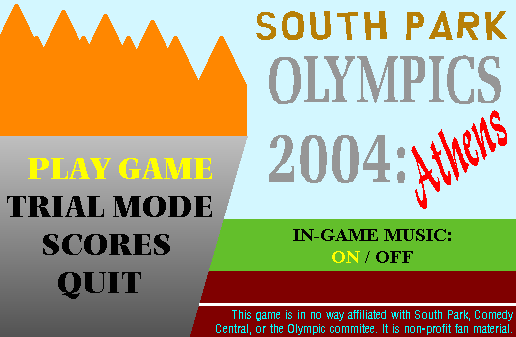 SOUTH PARK
OLYMPICS
2004:
Athens
PLAY GAME
TRIAL MODE
SCORES
QUIT
IN-GAME MUSIC:
ON / OFF
This game is in no way affiliated with South Park, Comedy
Central, or the Olympic commitee. It is non-profit fan material.